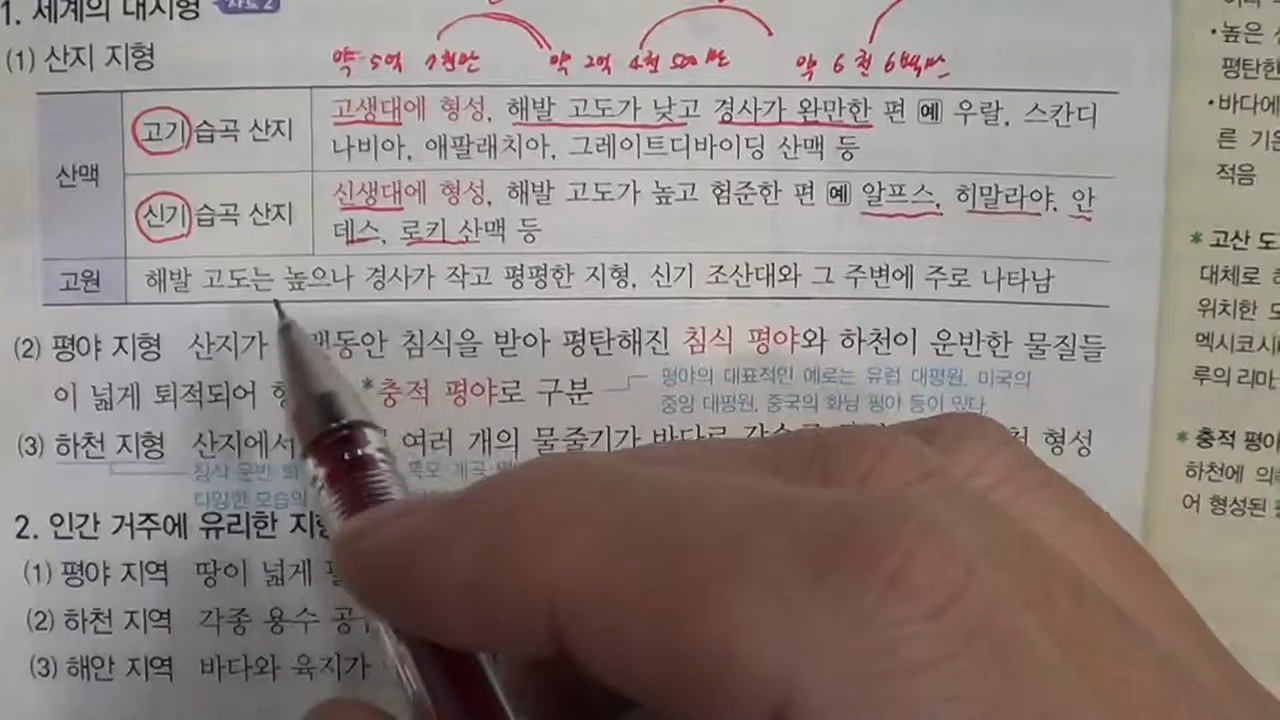 1. 세계의 대지형 자료 2
(1) 산지 지형
약 5억 약 2억 4천 500만 약 6천 6백만
산맥
고기 습곡 산지
고생대에 형성, 해발 고도가 낮고 경사가 완만한 편 예 우랄, 스칸디
나비아, 애팔래치아, 그레이트디바이딩 산맥 등
신기 습곡 산지
신생대에 형성, 해발 고도가 높고 험준한 편 예 알프스, 히말라야, 안
데스, 로키 산맥 등
고원
해발 고도는 높으나 경사가 작고 평평한 지형, 신기 조산대와 그 주변에 주로 나타남
(2) 평야 지형 산지가 동안 침식을 받아 평탄해진 침식 평야와 하천이 운반한 물질들
이 넓게 퇴적되어 *충적 평야로 구분
평야의 대표적인 예로는 유럽 대평원, 미국의
중앙 대평원, 중국의 화남 평야 등이 있다.
(3) 하천 지형 산지에서 여러 개의 물줄기가 바다로 형성
침식 운반
다양한 모습의
2. 인간 거주에 유리한
(1) 평야 지역 땅이 넓게
(2) 하천 지역 각종 용수
(3) 해안 지역 바다와 육지가
•높은
평탄한
•바다에
른 기온
적음
* 고산 도
대체로
위치한 도
멕시코시
루의 리마
* 충적 평야
하천에 의
어 형성된